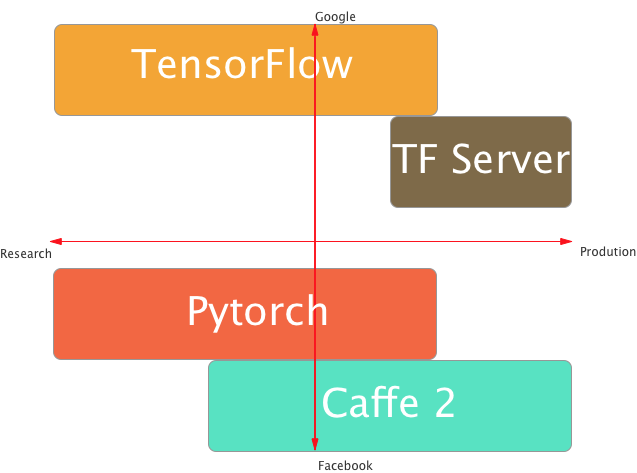 Google
TensorFlow
TF Server
Research
Prodution
Pytorch
Caffe 2
Facebook